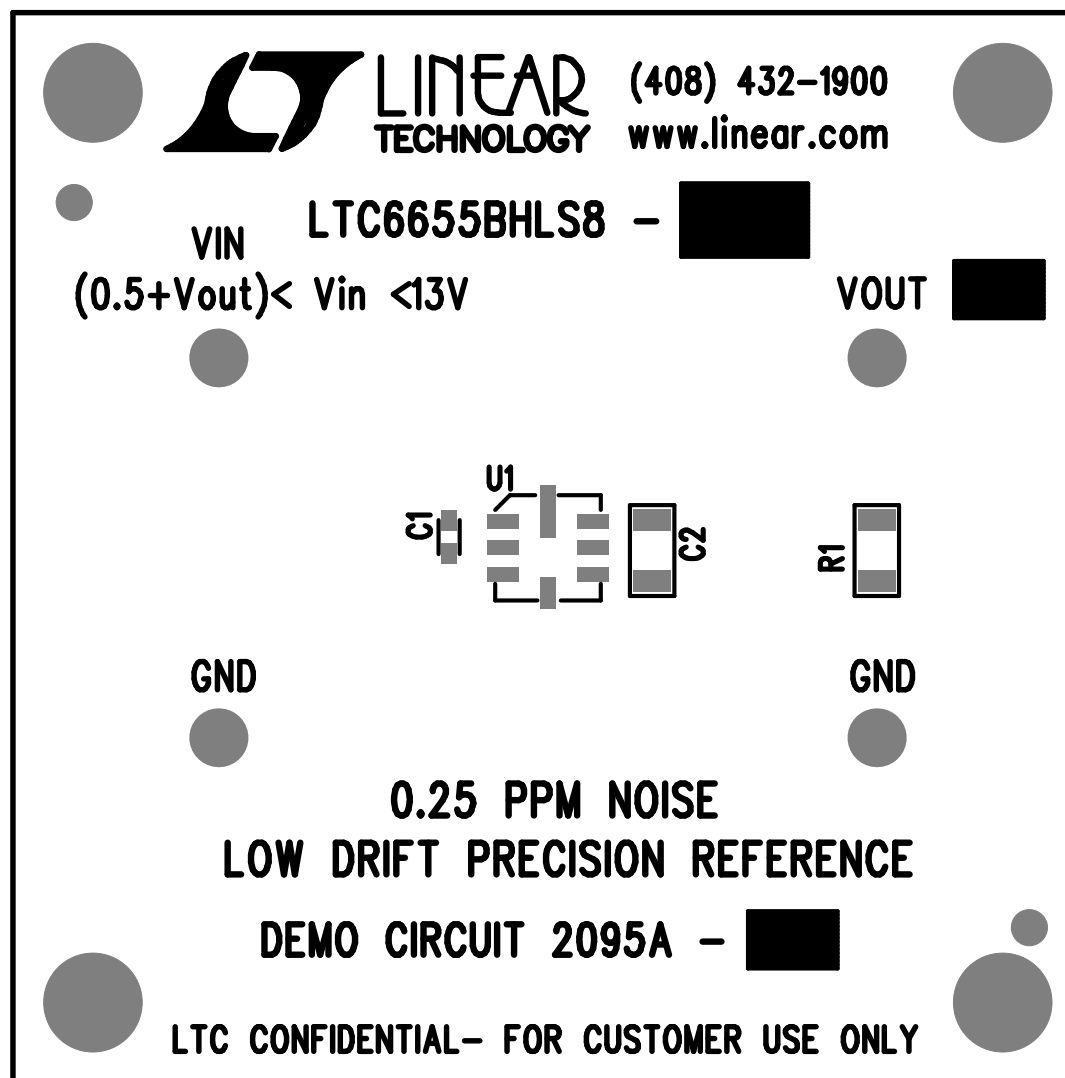 LINEAR
TECHNOLOGY
(408) 432-1900
www.linear.com
LTC6655BHLS8 -
VIN
(0.5+Vout)< Vin <13V
VOUT
U1
C1
C2
R1
GND
GND
0.25 PPM NOISE
LOW DRIFT PRECISION REFERENCE
DEMO CIRCUIT 2095A -
LTC CONFIDENTIAL- FOR CUSTOMER USE ONLY